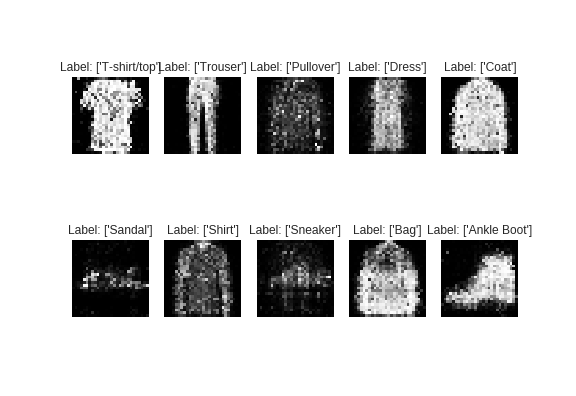 Label: ['T-shirt/top'] Label: ['Trouser'] Label: ['Pullover'] Label: ['Dress'] Label: ['Coat']
Label: ['Sandal'] Label: ['Shirt'] Label: ['Sneaker'] Label: ['Bag'] Label: ['Ankle Boot']